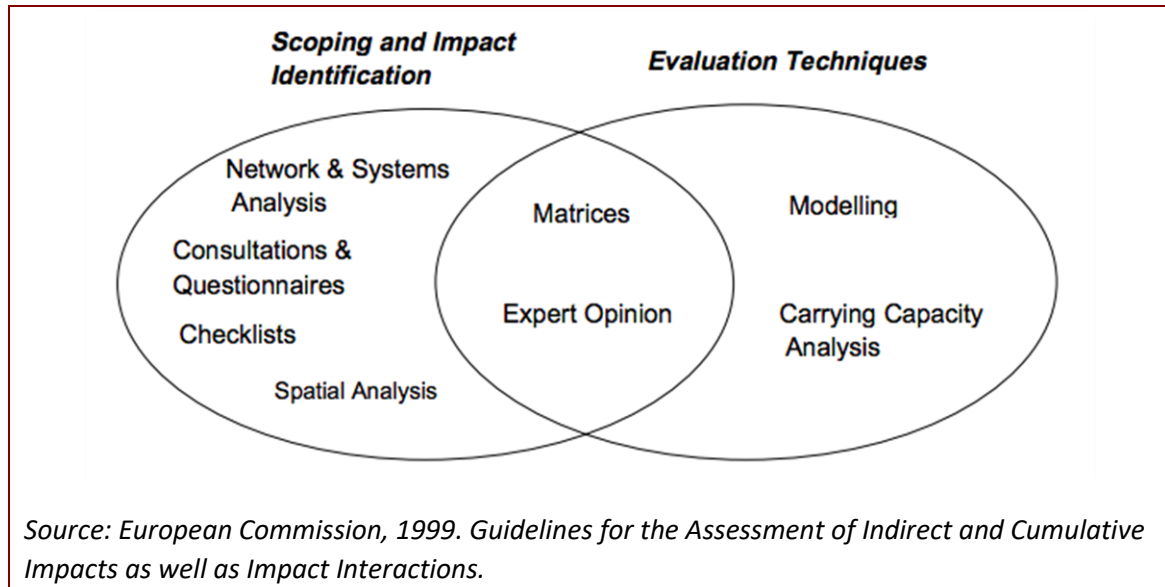 Scoping and Impact
Identification
Evaluation Techniques
Network & Systems
Analysis
Consultations &
Questionnaires
Checklists
Spatial Analysis
Matrices
Expert Opinion
Modelling
Carrying Capacity
Analysis
Source: European Commission, 1999. Guidelines for the Assessment of Indirect and Cumulative
Impacts as well as Impact Interactions.